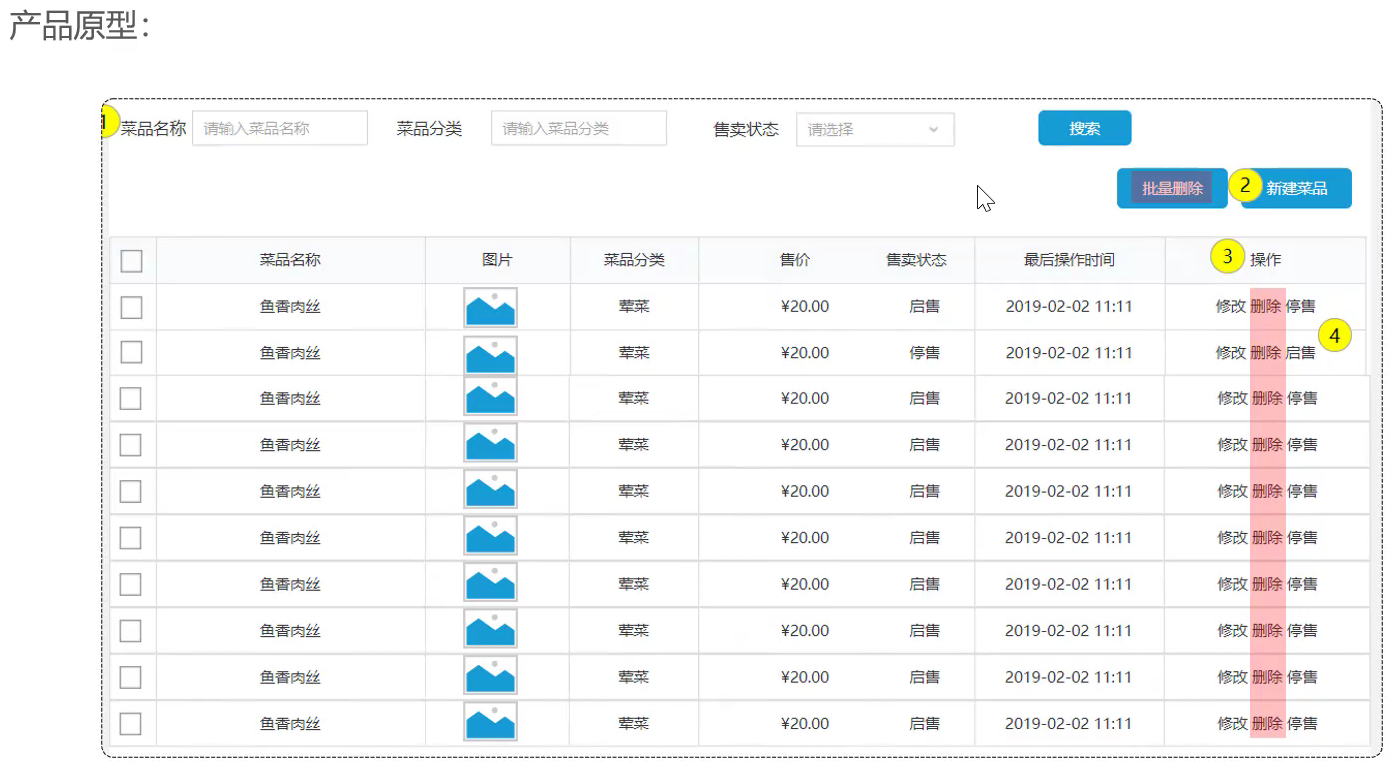 产品原型：
1 菜品名称 请输入菜品名称 菜品分类 请输入菜品分类 售卖状态 请选择 搜索
批量删除 2 新建菜品
菜品名称 图片 菜品分类 售价 售卖状态 最后操作时间 3 操作
鱼香肉丝 荤菜 ¥20.00 启售 2019-02-02 11:11 修改 删除 停售
4
鱼香肉丝 荤菜 ¥20.00 停售 2019-02-02 11:11 修改 删除 启售
鱼香肉丝 荤菜 ¥20.00 启售 2019-02-02 11:11 修改 删除 停售
鱼香肉丝 荤菜 ¥20.00 启售 2019-02-02 11:11 修改 删除 停售
鱼香肉丝 荤菜 ¥20.00 启售 2019-02-02 11:11 修改 删除 停售
鱼香肉丝 荤菜 ¥20.00 启售 2019-02-02 11:11 修改 删除 停售
鱼香肉丝 荤菜 ¥20.00 启售 2019-02-02 11:11 修改 删除 停售
鱼香肉丝 荤菜 ¥20.00 启售 2019-02-02 11:11 修改 删除 停售
鱼香肉丝 荤菜 ¥20.00 启售 2019-02-02 11:11 修改 删除 停售
鱼香肉丝 荤菜 ¥20.00 启售 2019-02-02 11:11 修改 删除 停售